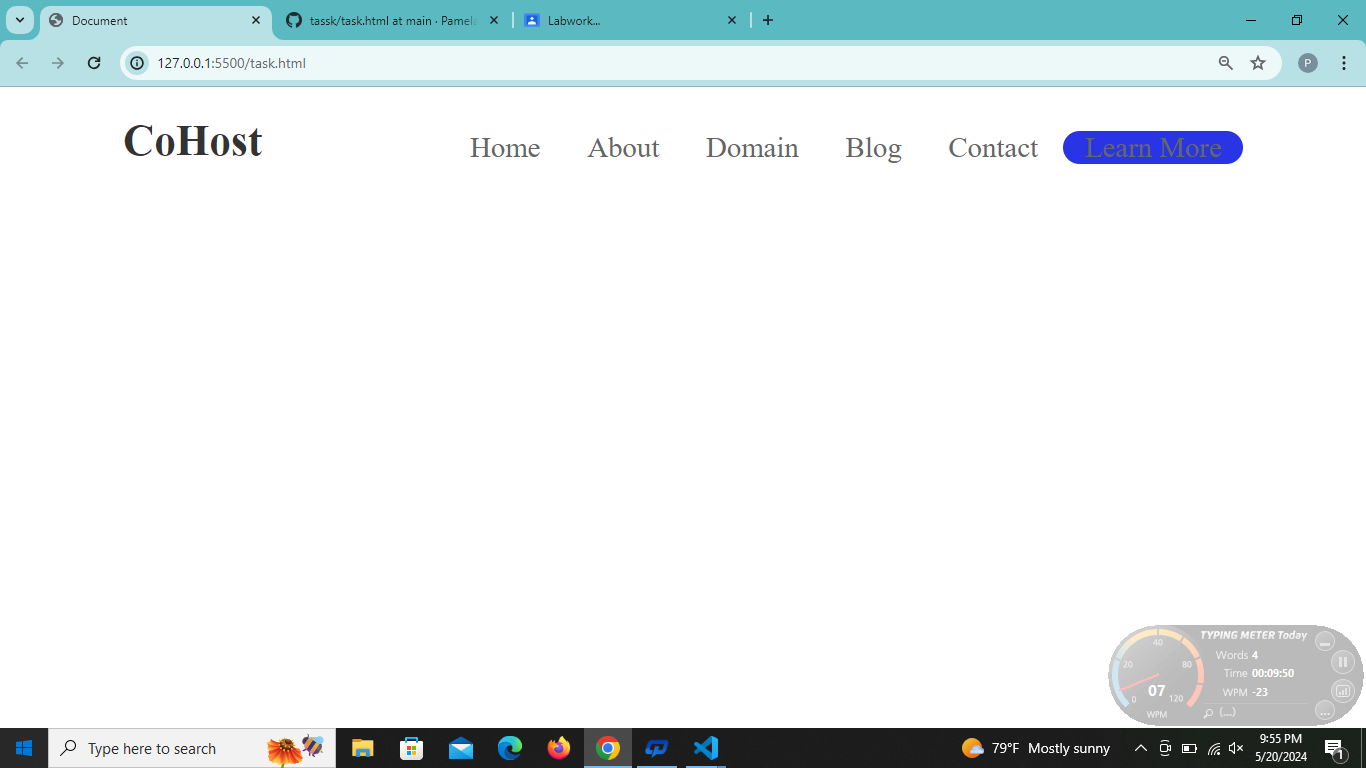 Document
tassk/task.html at main · Pamela
Labwork...
127.0.0.1:5500/task.html
P
CoHost
Home About Domain Blog Contact Learn More
TYPING METER Today
Words 4
Time 00:09:50
WPM -23
(...)
0 20 40 80 120
07
WPM
Type here to search
79°F Mostly sunny
9:55 PM
5/20/2024
1